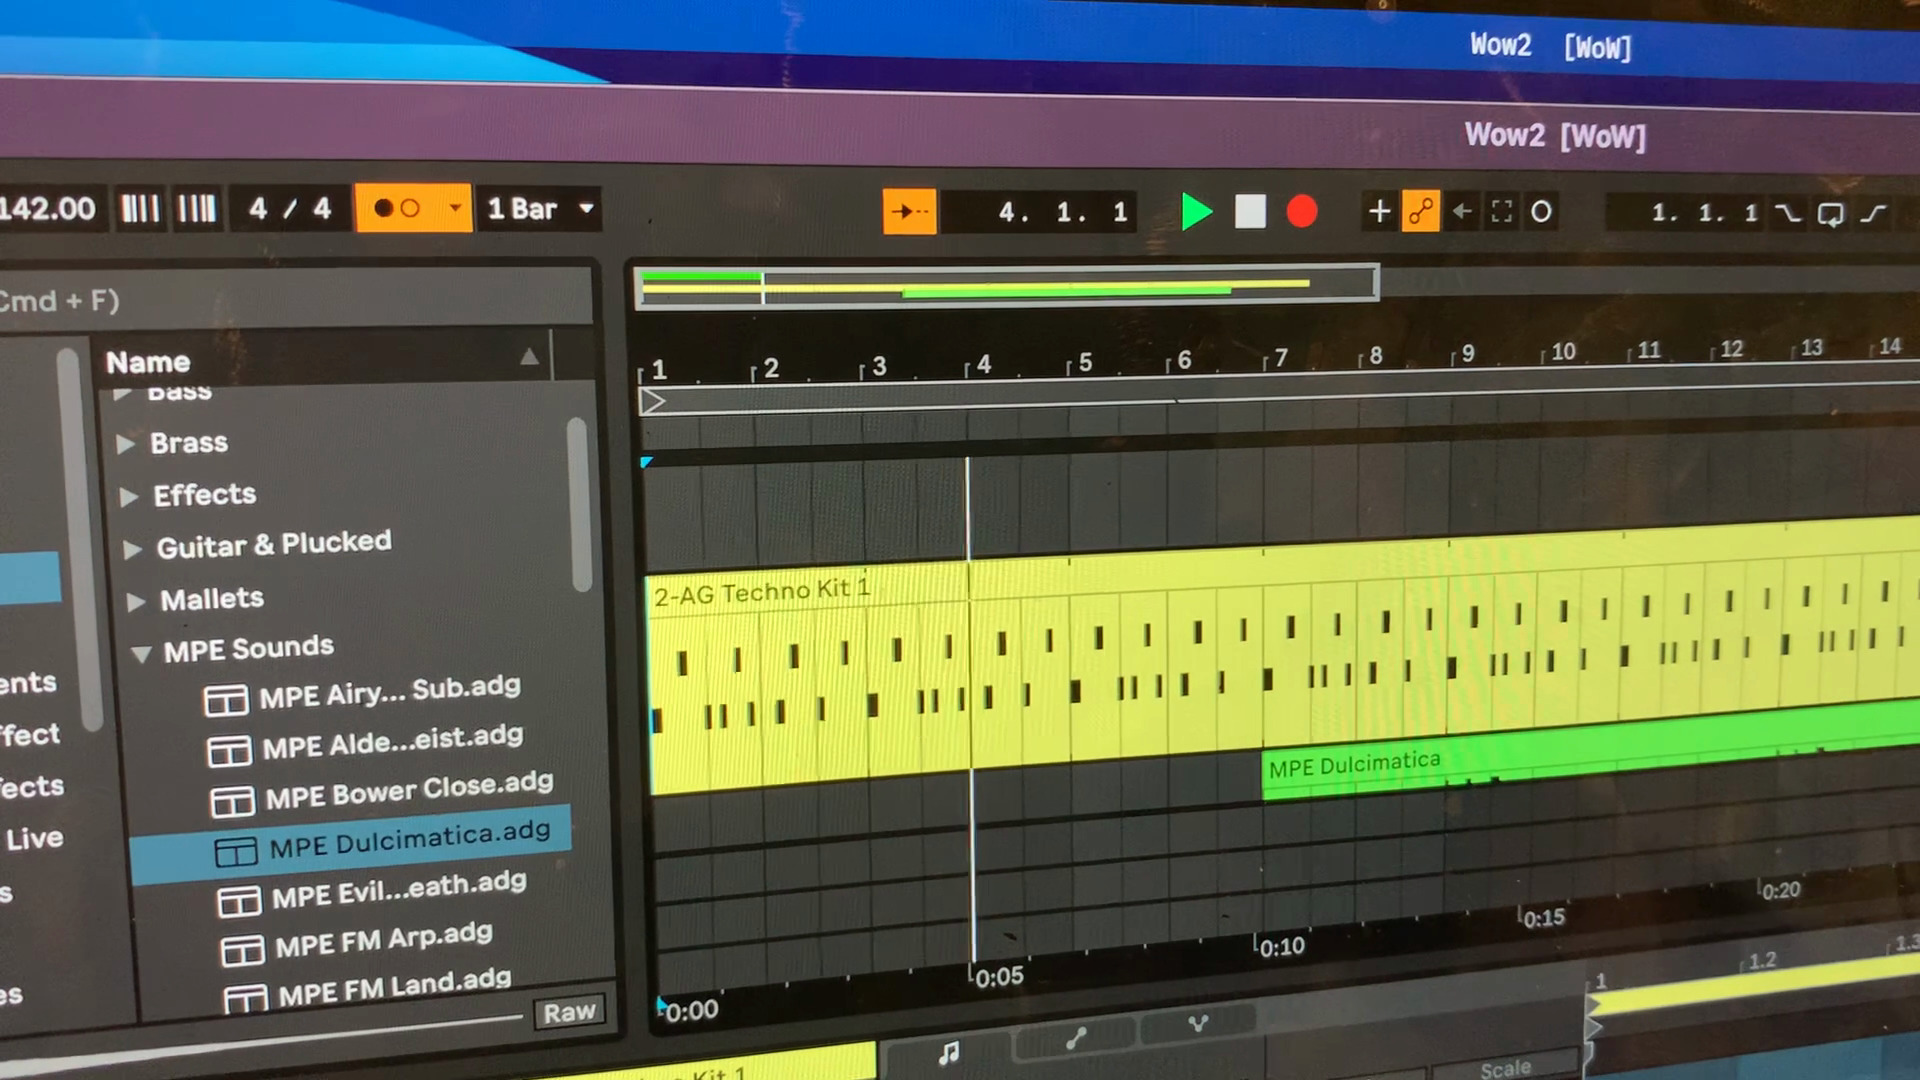 Wow2 [WoW]
Wow2 [WoW]
142.00 4 / 4 1 Bar 4. 1. 1 1. 1. 1
Cmd + F)
Name
1 2 3 4 5 6 7 8 9 10 11 12 13 14
Bass
Brass
Effects
Guitar & Plucked
Mallets
MPE Sounds
MPE Airy... Sub.adg
MPE Alde...eist.adg
MPE Bower Close.adg
MPE Dulcimatica.adg
MPE Evil...eath.adg
MPE FM Arp.adg
MPE FM Land.adg
ents
ffect
fects
Live
s
es
Raw
2-AG Techno Kit 1
MPE Dulcimatica
0:00 0:05 0:10 0:15 0:20
1 1.2 1.3
Kit 1
Scale